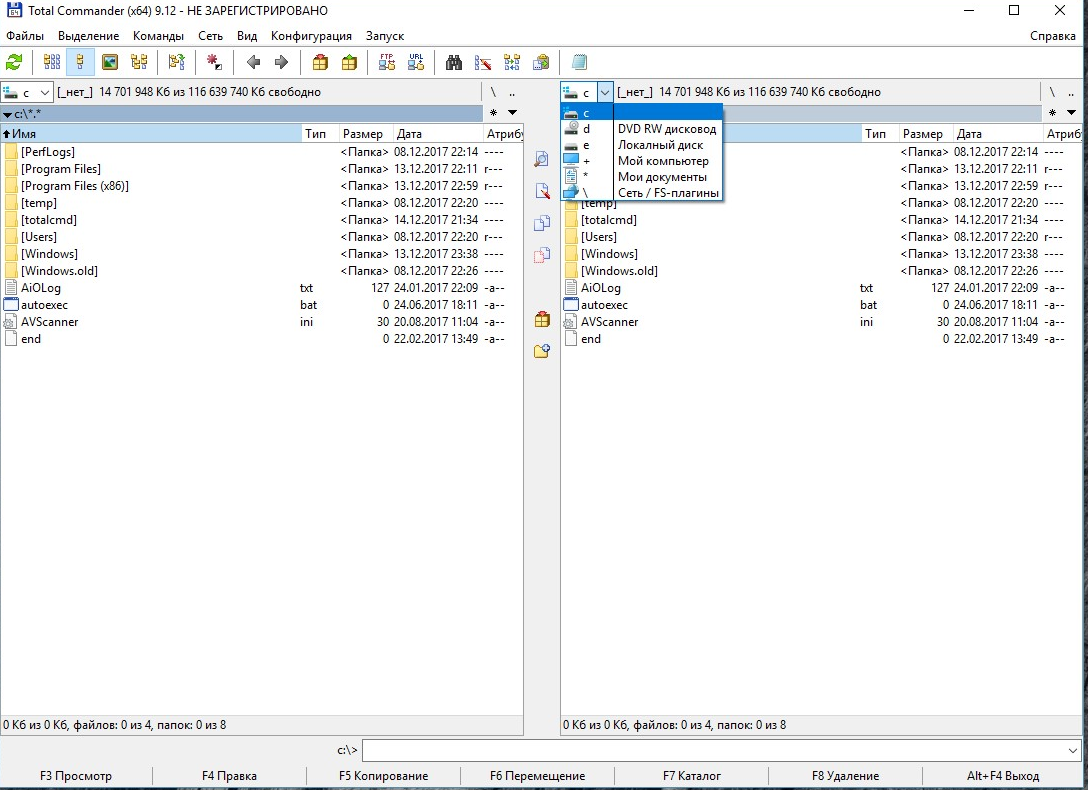 Total Commander (x64) 9.12 - НЕ ЗАРЕГИСТРИРОВАНО
Файлы Выделение Команды Сеть Вид Конфигурация Запуск Справка
FTP URL
c [_нет_] 14 701 948 Кб из 116 639 740 Кб свободно \ ..
c:\*.* *
Имя Тип Размер Дата Атрибу
[PerfLogs] <Папка> 08.12.2017 22:14 ----
[Program Files] <Папка> 13.12.2017 22:11 r---
[Program Files (x86)] <Папка> 13.12.2017 22:59 r---
[temp] <Папка> 08.12.2017 22:20 ----
[totalcmd] <Папка> 14.12.2017 21:34 ----
[Users] <Папка> 08.12.2017 22:20 r---
[Windows] <Папка> 13.12.2017 23:38 ----
[Windows.old] <Папка> 08.12.2017 22:26 ----
AiOLog txt 127 24.01.2017 22:09 -a--
autoexec bat 0 24.06.2017 18:11 -a--
AVScanner ini 30 20.08.2017 11:04 -a--
end 0 22.02.2017 13:49 -a--
0 Кб из 0 Кб, файлов: 0 из 4, папок: 0 из 8
c [_нет_] 14 701 948 Кб из 116 639 740 Кб свободно \ ..
*
c
d DVD RW дисковод
e Локалный диск
+ Мой компьютер
* Мои документы
\ Сеть / FS-плагины
Тип Размер Дата Атрибу
<Папка> 08.12.2017 22:14 ----
<Папка> 13.12.2017 22:11 r---
<Папка> 13.12.2017 22:59 r---
[temp] <Папка> 08.12.2017 22:20 ----
[totalcmd] <Папка> 14.12.2017 21:34 ----
[Users] <Папка> 08.12.2017 22:20 r---
[Windows] <Папка> 13.12.2017 23:38 ----
[Windows.old] <Папка> 08.12.2017 22:26 ----
AiOLog txt 127 24.01.2017 22:09 -a--
autoexec bat 0 24.06.2017 18:11 -a--
AVScanner ini 30 20.08.2017 11:04 -a--
end 0 22.02.2017 13:49 -a--
0 Кб из 0 Кб, файлов: 0 из 4, папок: 0 из 8
c:\>
F3 Просмотр F4 Правка F5 Копирование F6 Перемещение F7 Каталог F8 Удаление Alt+F4 Выход